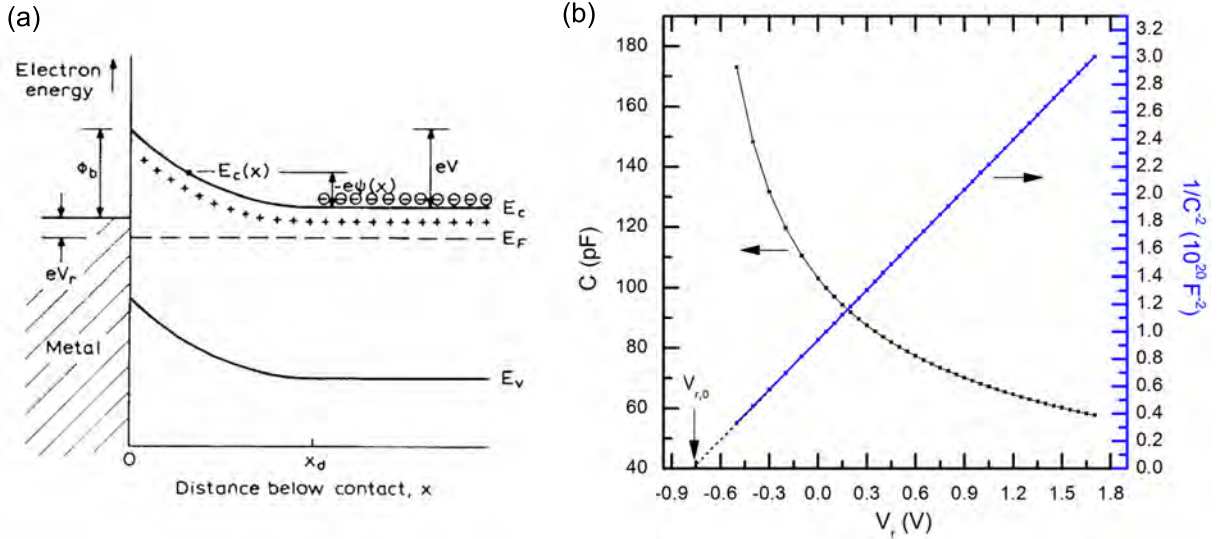 (a)
Electron
energy
ϕb
Ec(x)
-eψ(x)
eV
Ec
EF
eVr
Metal
Ev
0
xd
Distance below contact, x
(b)
C (pF)
180
160
140
120
100
80
60
40
Vr,0
-0.9 -0.6 -0.3 0.0 0.3 0.6 0.9 1.2 1.5 1.8
Vr (V)
3.2
3.0
2.8
2.6
2.4
2.2
2.0
1.8
1.6
1.4
1.2
1.0
0.8
0.6
0.4
0.2
0.0
1/C⁻² (10²⁰ F⁻²)